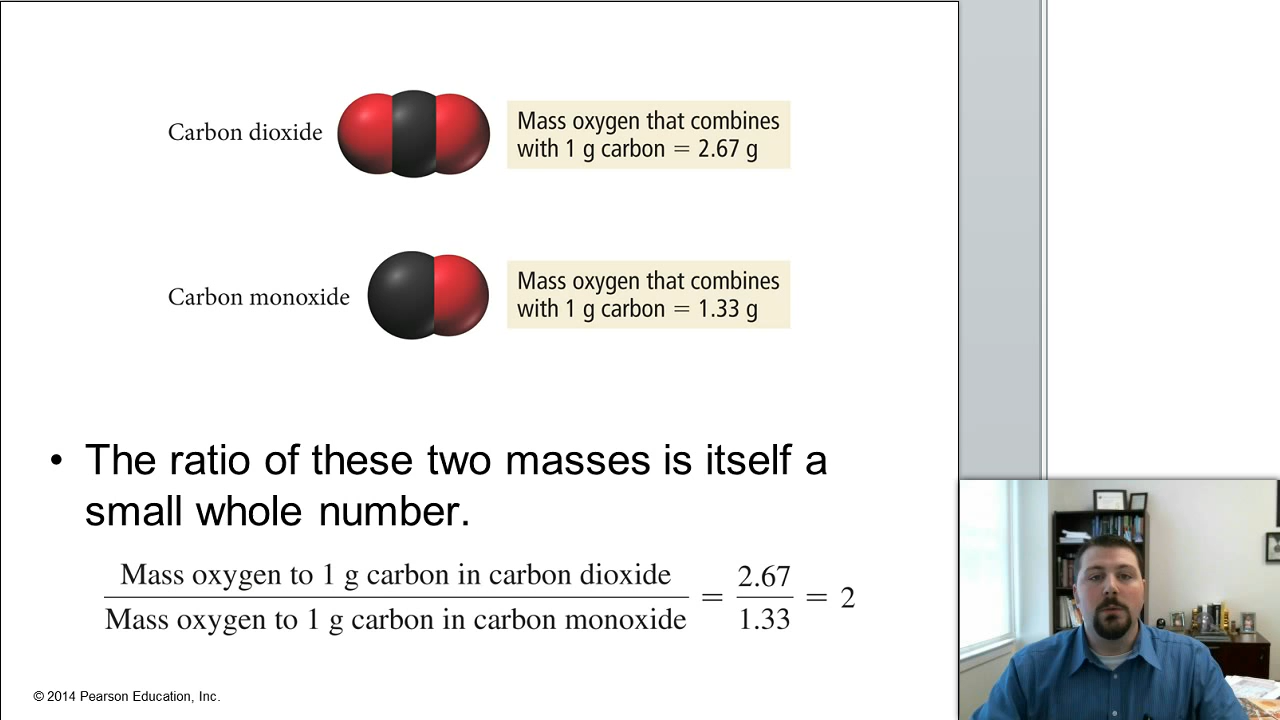 Carbon dioxide
Mass oxygen that combines
with 1 g carbon = 2.67 g
Carbon monoxide
Mass oxygen that combines
with 1 g carbon = 1.33 g
• The ratio of these two masses is itself a
small whole number.
Mass oxygen to 1 g carbon in carbon dioxide
Mass oxygen to 1 g carbon in carbon monoxide
= 2.67 / 1.33 = 2
© 2014 Pearson Education, Inc.